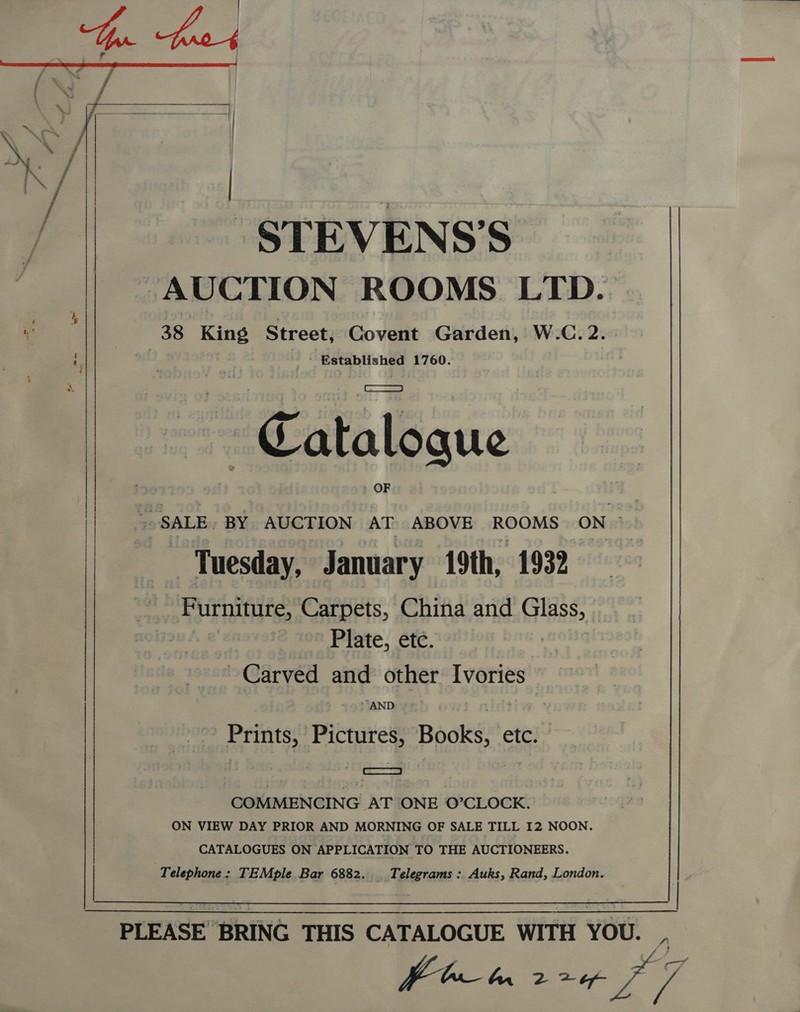 STEVENS'S
AUCTION ROOMS LTD.
38 King Street, Covent Garden, W.C.2.
Established 1760.
Catalogue
OF
SALE BY AUCTION AT ABOVE ROOMS ON
Tuesday, January 19th, 1932
Furniture, Carpets, China and Glass,
Plate, etc.
Carved and other Ivories
AND
Prints, Pictures, Books, etc.
COMMENCING AT ONE O'CLOCK.
ON VIEW DAY PRIOR AND MORNING OF SALE TILL 12 NOON.
CATALOGUES ON APPLICATION TO THE AUCTIONEERS.
Telephone: TEMple Bar 6882. Telegrams: Auks, Rand, London.
PLEASE BRING THIS CATALOGUE WITH YOU.
224 £7